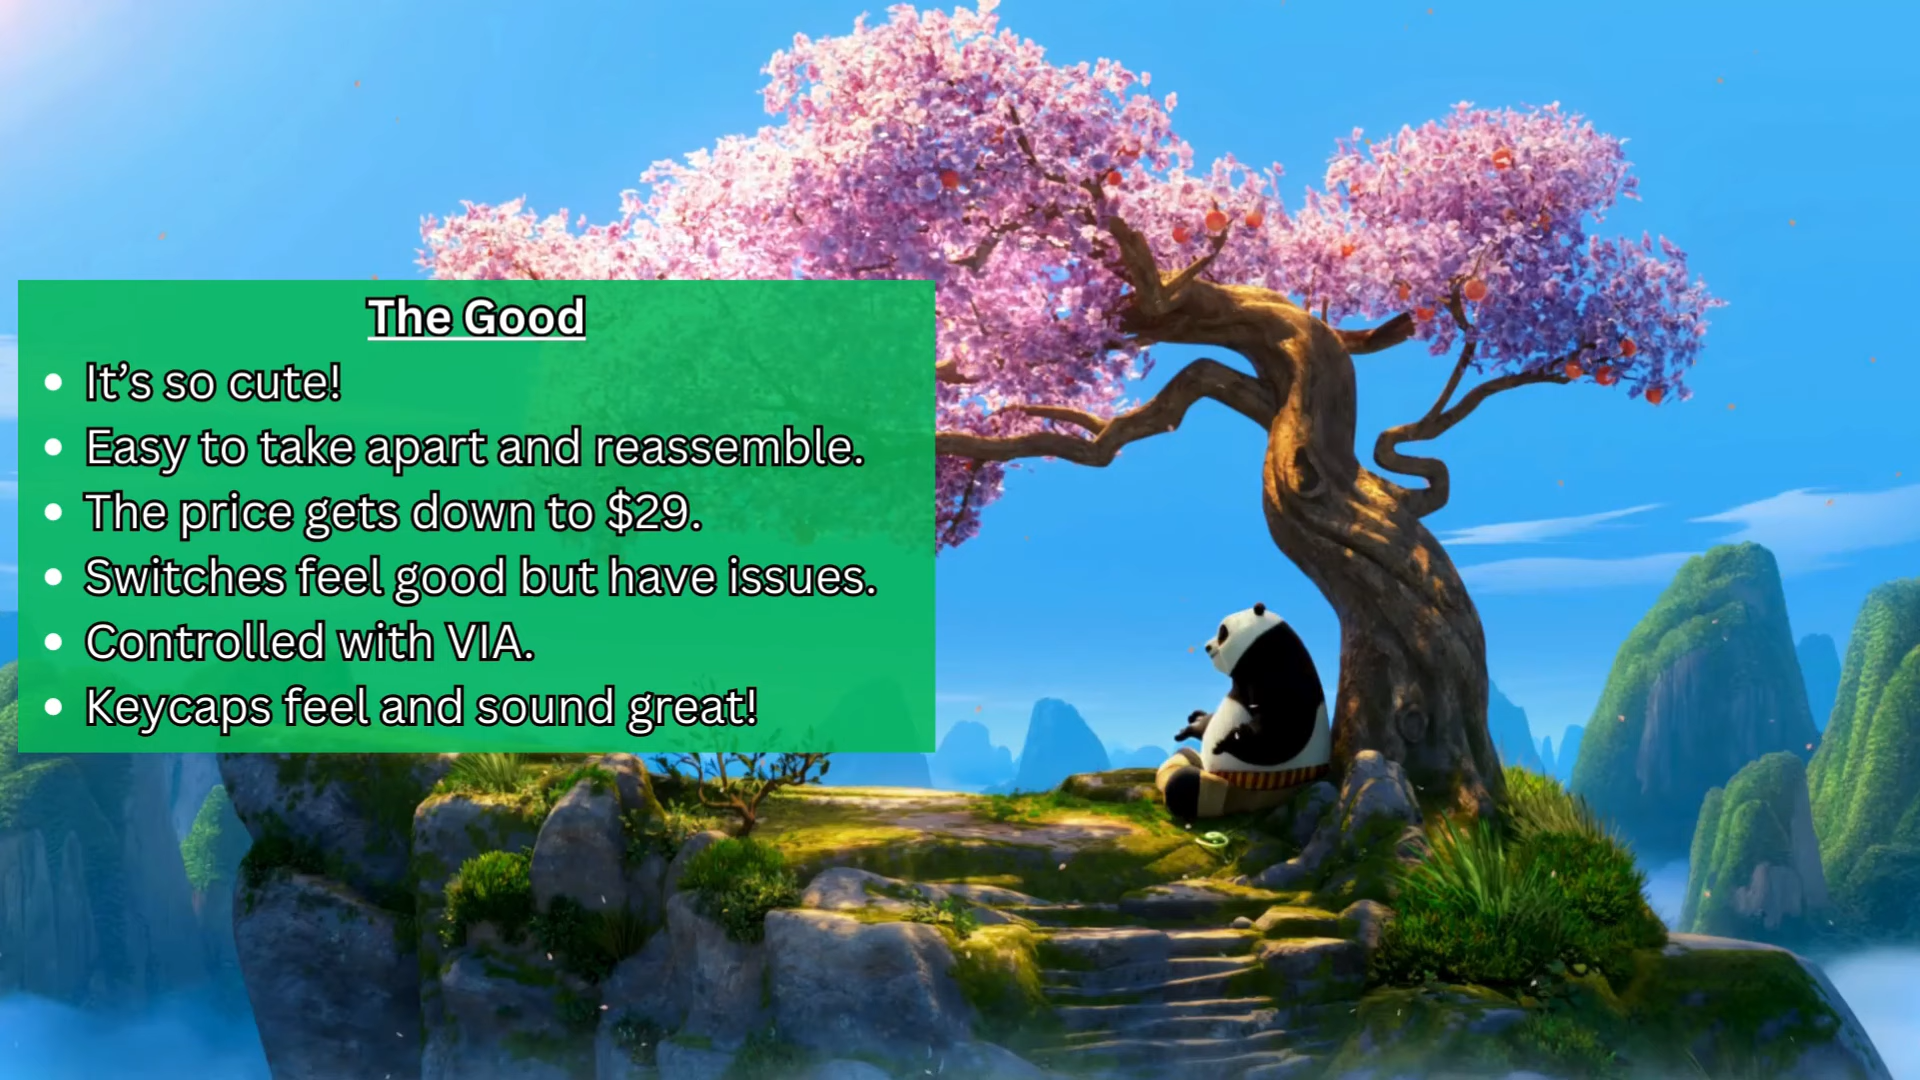 The Good
• It’s so cute!
• Easy to take apart and reassemble.
• The price gets down to $29.
• Switches feel good but have issues.
• Controlled with VIA.
• Keycaps feel and sound great!